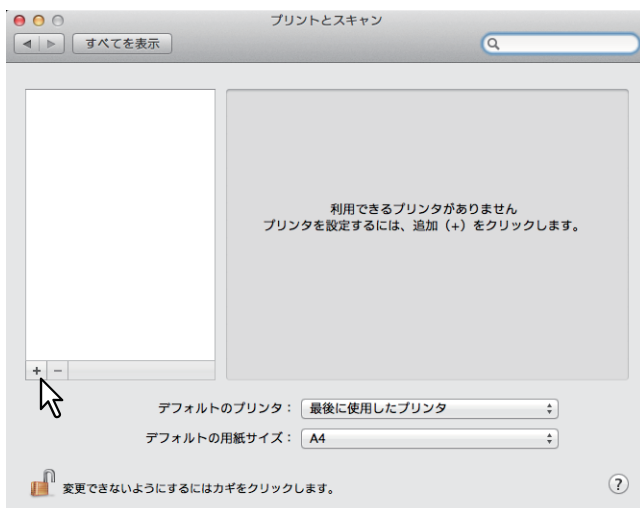 プリントとスキャン
すべてを表示
利用できるプリンタがありません
プリンタを設定するには、追加（+）をクリックします。
+ −
デフォルトのプリンタ： 最後に使用したプリンタ
デフォルトの用紙サイズ： A4
変更できないようにするにはカギをクリックします。
?